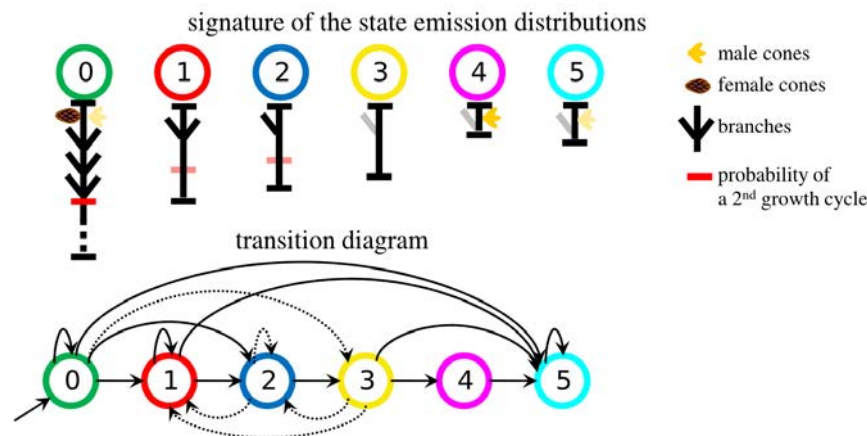 signature of the state emission distributions
0 1 2 3 4 5
male cones
female cones
branches
probability of
a 2nd growth cycle
transition diagram
0 1 2 3 4 5